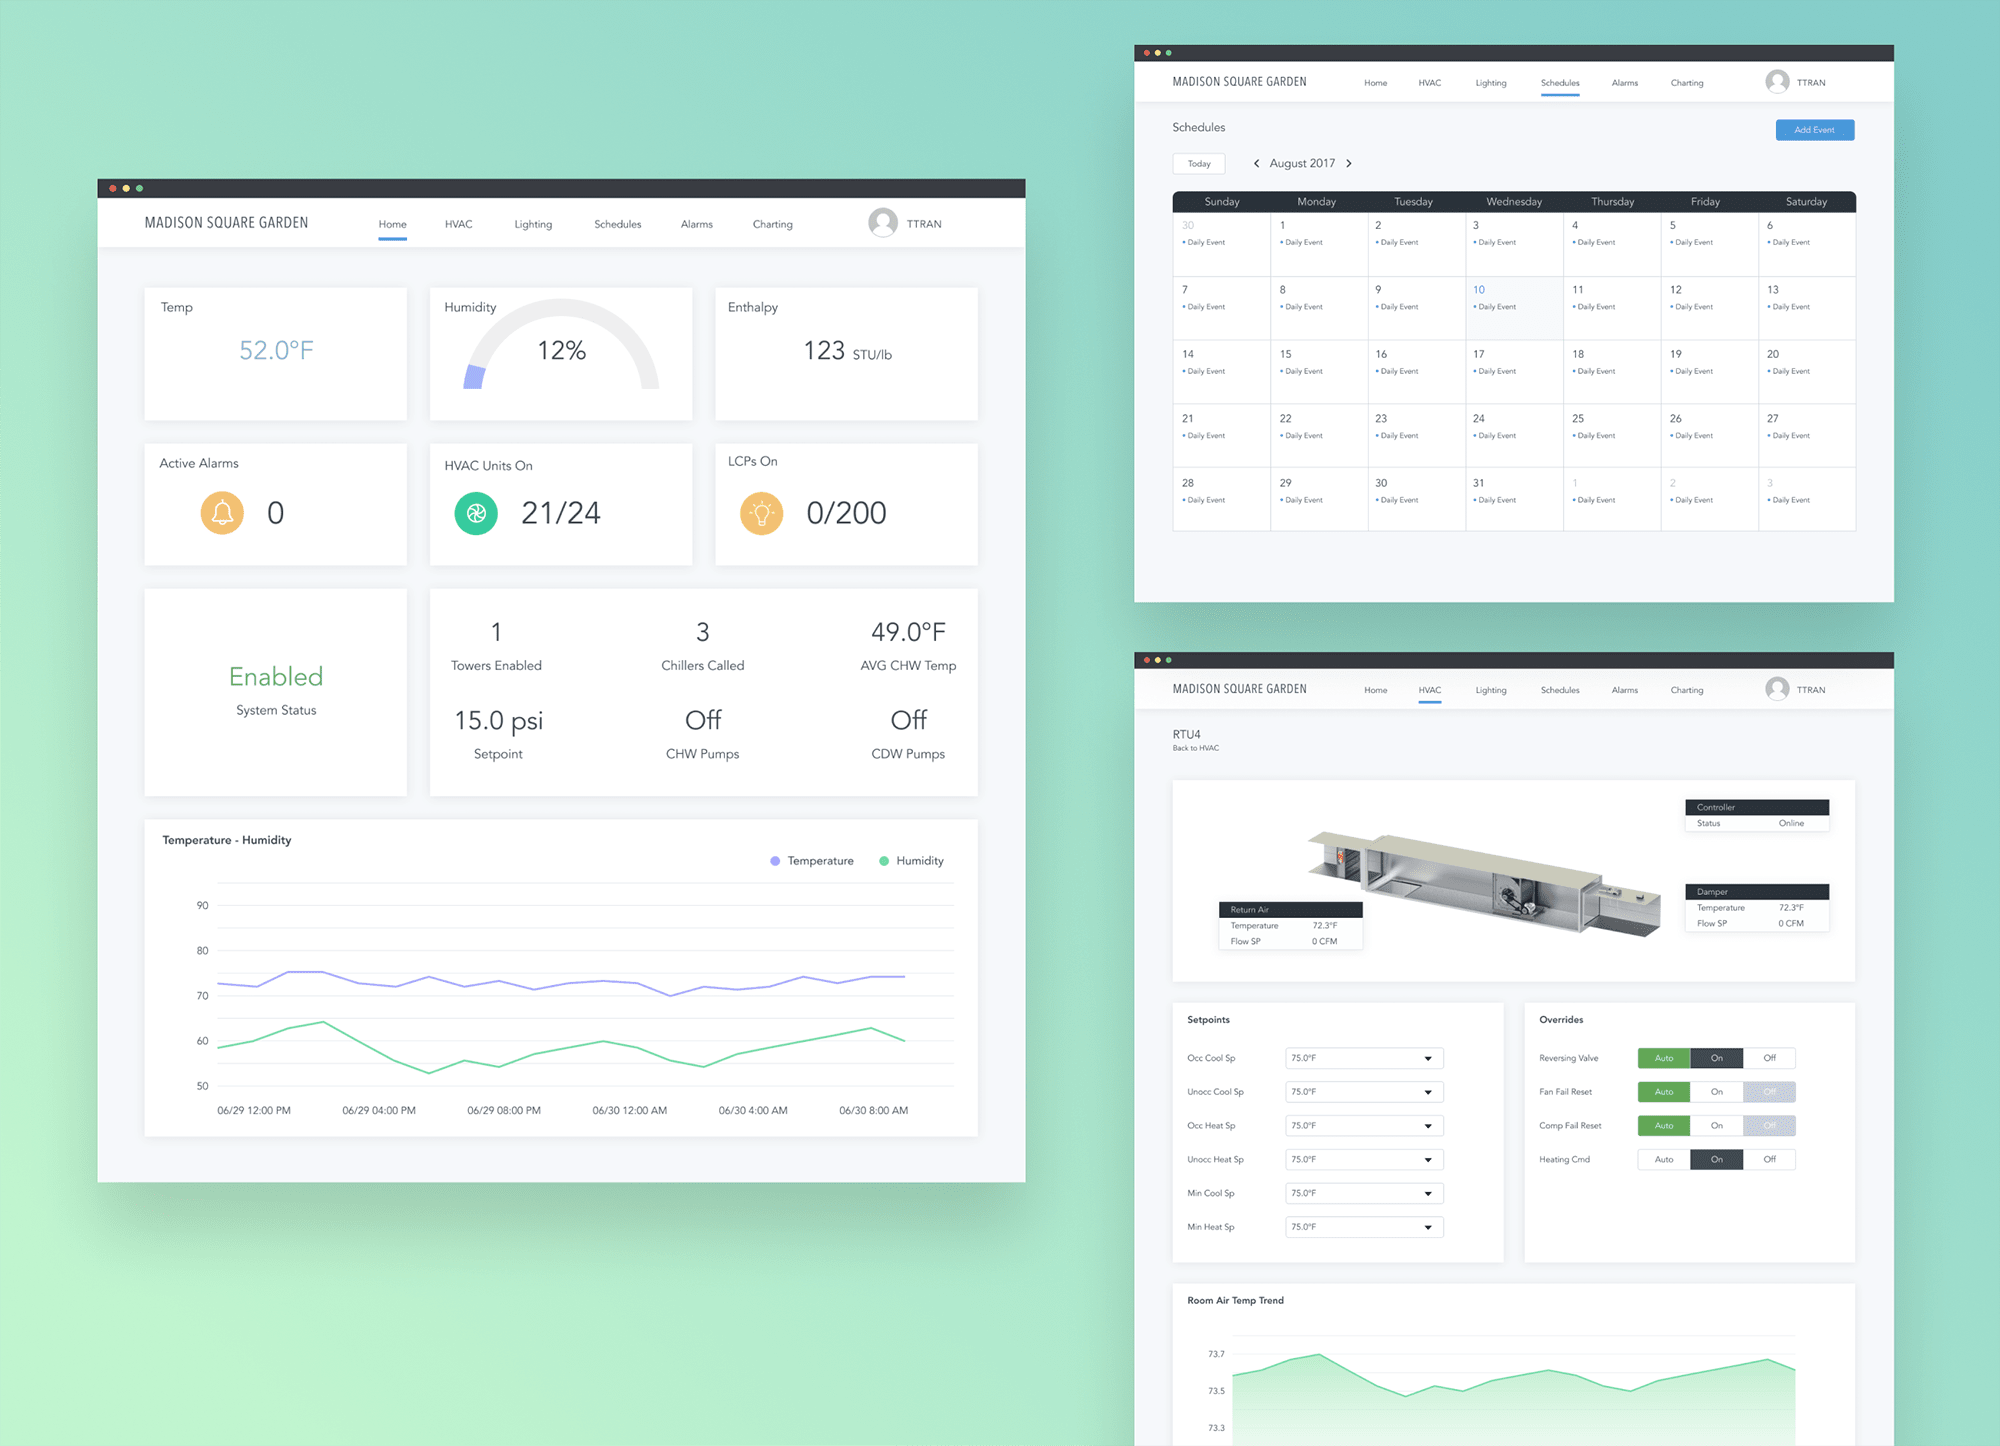 MADISON SQUARE GARDEN Home HVAC Lighting Schedules Alarms Charting TTRAN
Temp
52.0°F
Humidity
12%
Enthalpy
123 STU/lb
Active Alarms
0
HVAC Units On
21/24
LCPs On
0/200
Enabled
System Status
1 3 49.0°F
Towers Enabled Chillers Called AVG CHW Temp
15.0 psi Off Off
Setpoint CHW Pumps CDW Pumps
Temperature - Humidity
Temperature Humidity
90
80
70
60
50
06/29 12:00 PM 06/29 04:00 PM 06/29 08:00 PM 06/30 12:00 AM 06/30 4:00 AM 06/30 8:00 AM
MADISON SQUARE GARDEN Home HVAC Lighting Schedules Alarms Charting TTRAN
Schedules
Add Event
Today < August 2017 >
Sunday Monday Tuesday Wednesday Thursday Friday Saturday
30 1 2 3 4 5 6
• Daily Event • Daily Event • Daily Event • Daily Event • Daily Event • Daily Event • Daily Event
7 8 9 10 11 12 13
• Daily Event • Daily Event • Daily Event • Daily Event • Daily Event • Daily Event • Daily Event
14 15 16 17 18 19 20
• Daily Event • Daily Event • Daily Event • Daily Event • Daily Event • Daily Event • Daily Event
21 22 23 24 25 26 27
• Daily Event • Daily Event • Daily Event • Daily Event • Daily Event • Daily Event • Daily Event
28 29 30 31 1 2 3
• Daily Event • Daily Event • Daily Event • Daily Event • Daily Event • Daily Event • Daily Event
MADISON SQUARE GARDEN Home HVAC Lighting Schedules Alarms Charting TTRAN
RTU4
Back to HVAC
Controller
Status Online
Damper
Temperature 72.3°F
Flow SP 0 CFM
Return Air
Temperature 72.3°F
Flow SP 0 CFM
Setpoints
Occ Cool Sp 75.0°F
Unocc Cool Sp 75.0°F
Occ Heat Sp 75.0°F
Unocc Heat Sp 75.0°F
Min Cool Sp 75.0°F
Min Heat Sp 75.0°F
Overrides
Reversing Valve Auto On Off
Fan Fail Reset Auto On Off
Comp Fail Reset Auto On Off
Heating Cmd Auto On Off
Room Air Temp Trend
73.7
73.5
73.3